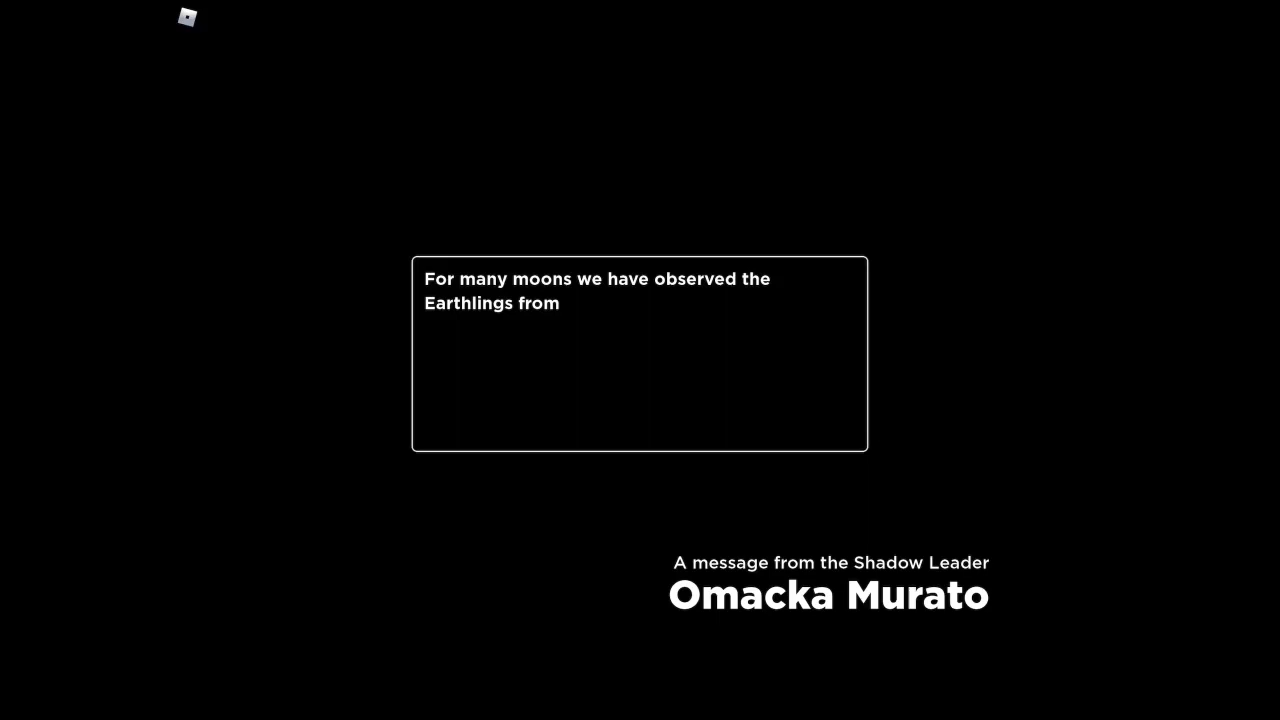 For many moons we have observed the
Earthlings from
A message from the Shadow Leader
Omacka Murato